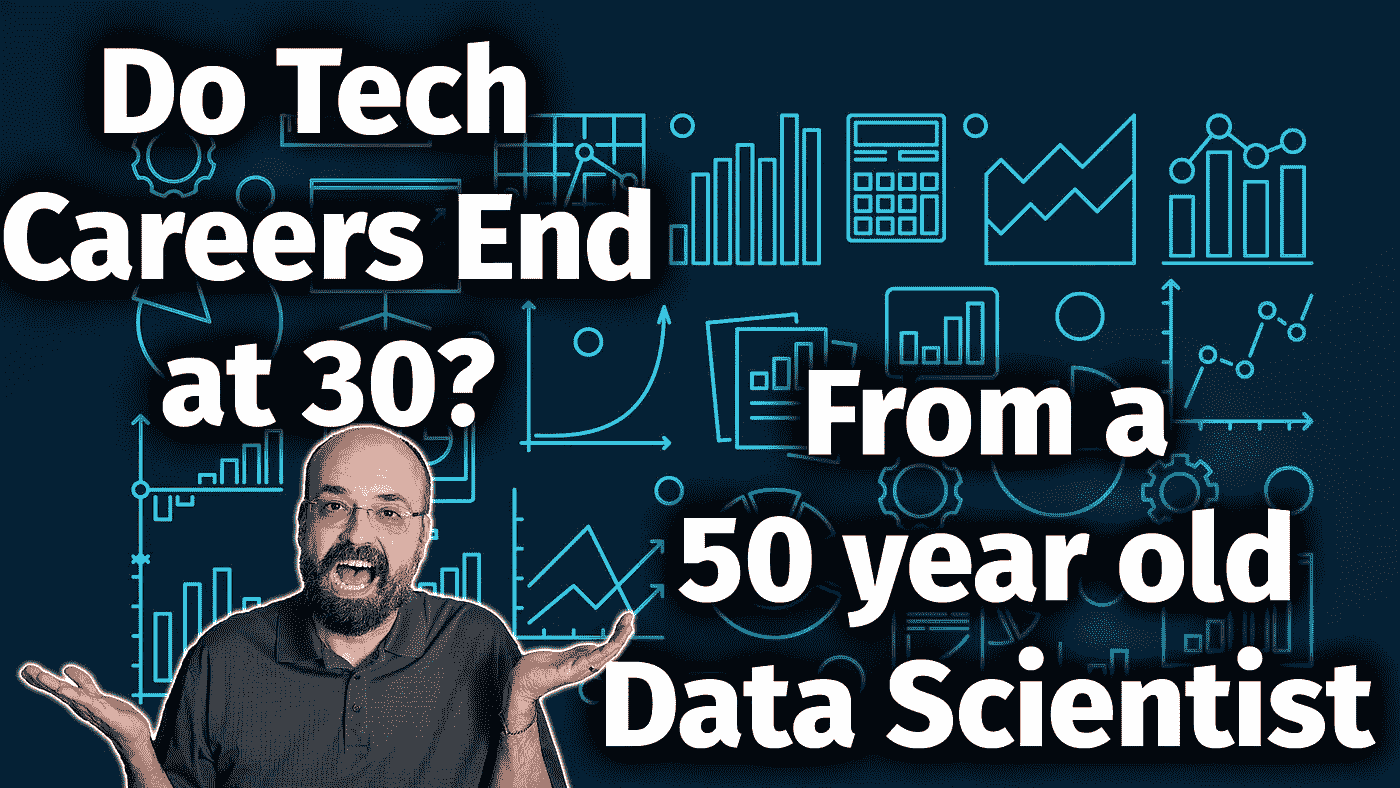 Do Tech
Careers End
at 30?
From a
50 year old
Data Scientist